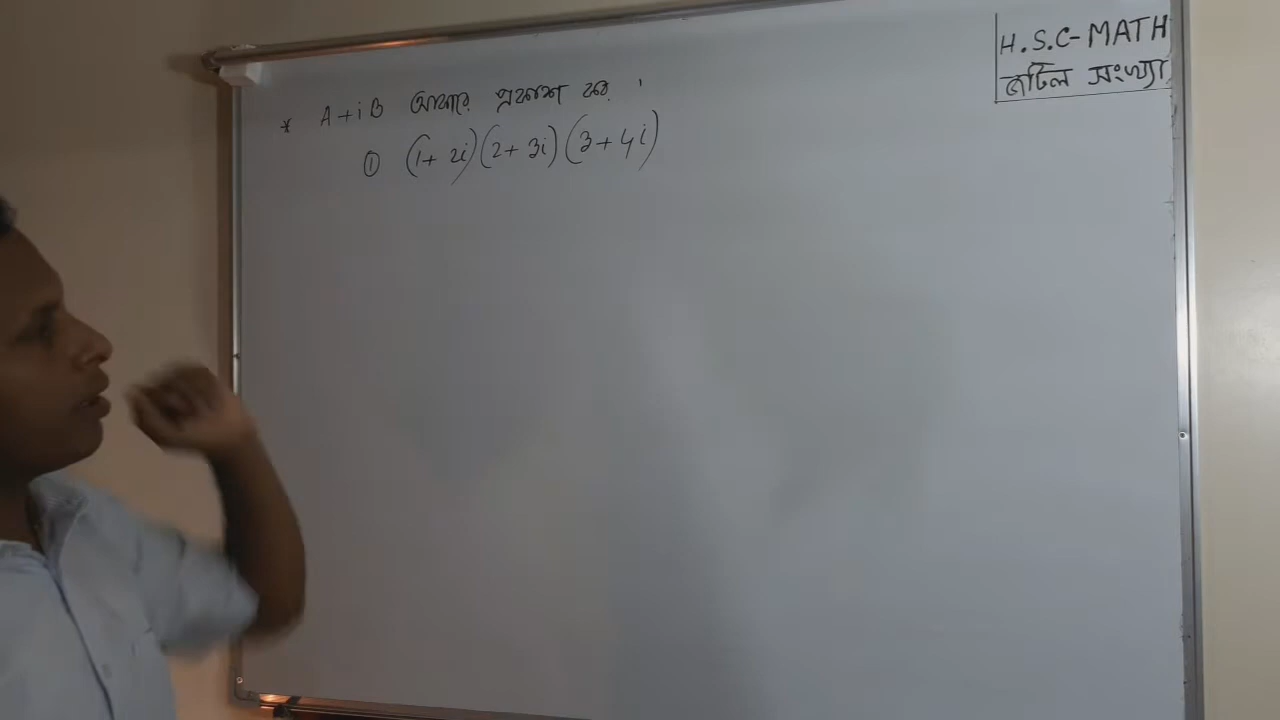 H.S.C-MATH
জটিল সংখ্যা
* A+iB আকারে প্রকাশ কর।
① (1+2i)(2+3i)(3+4i)